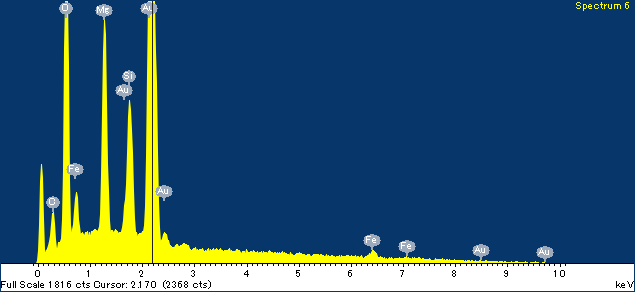 Spectrum 6
O Mg Au
Si
Au
Fe
Au
O
Fe Fe Au Au
0 1 2 3 4 5 6 7 8 9 10
Full Scale 1816 cts Cursor: 2.170 (2368 cts) keV